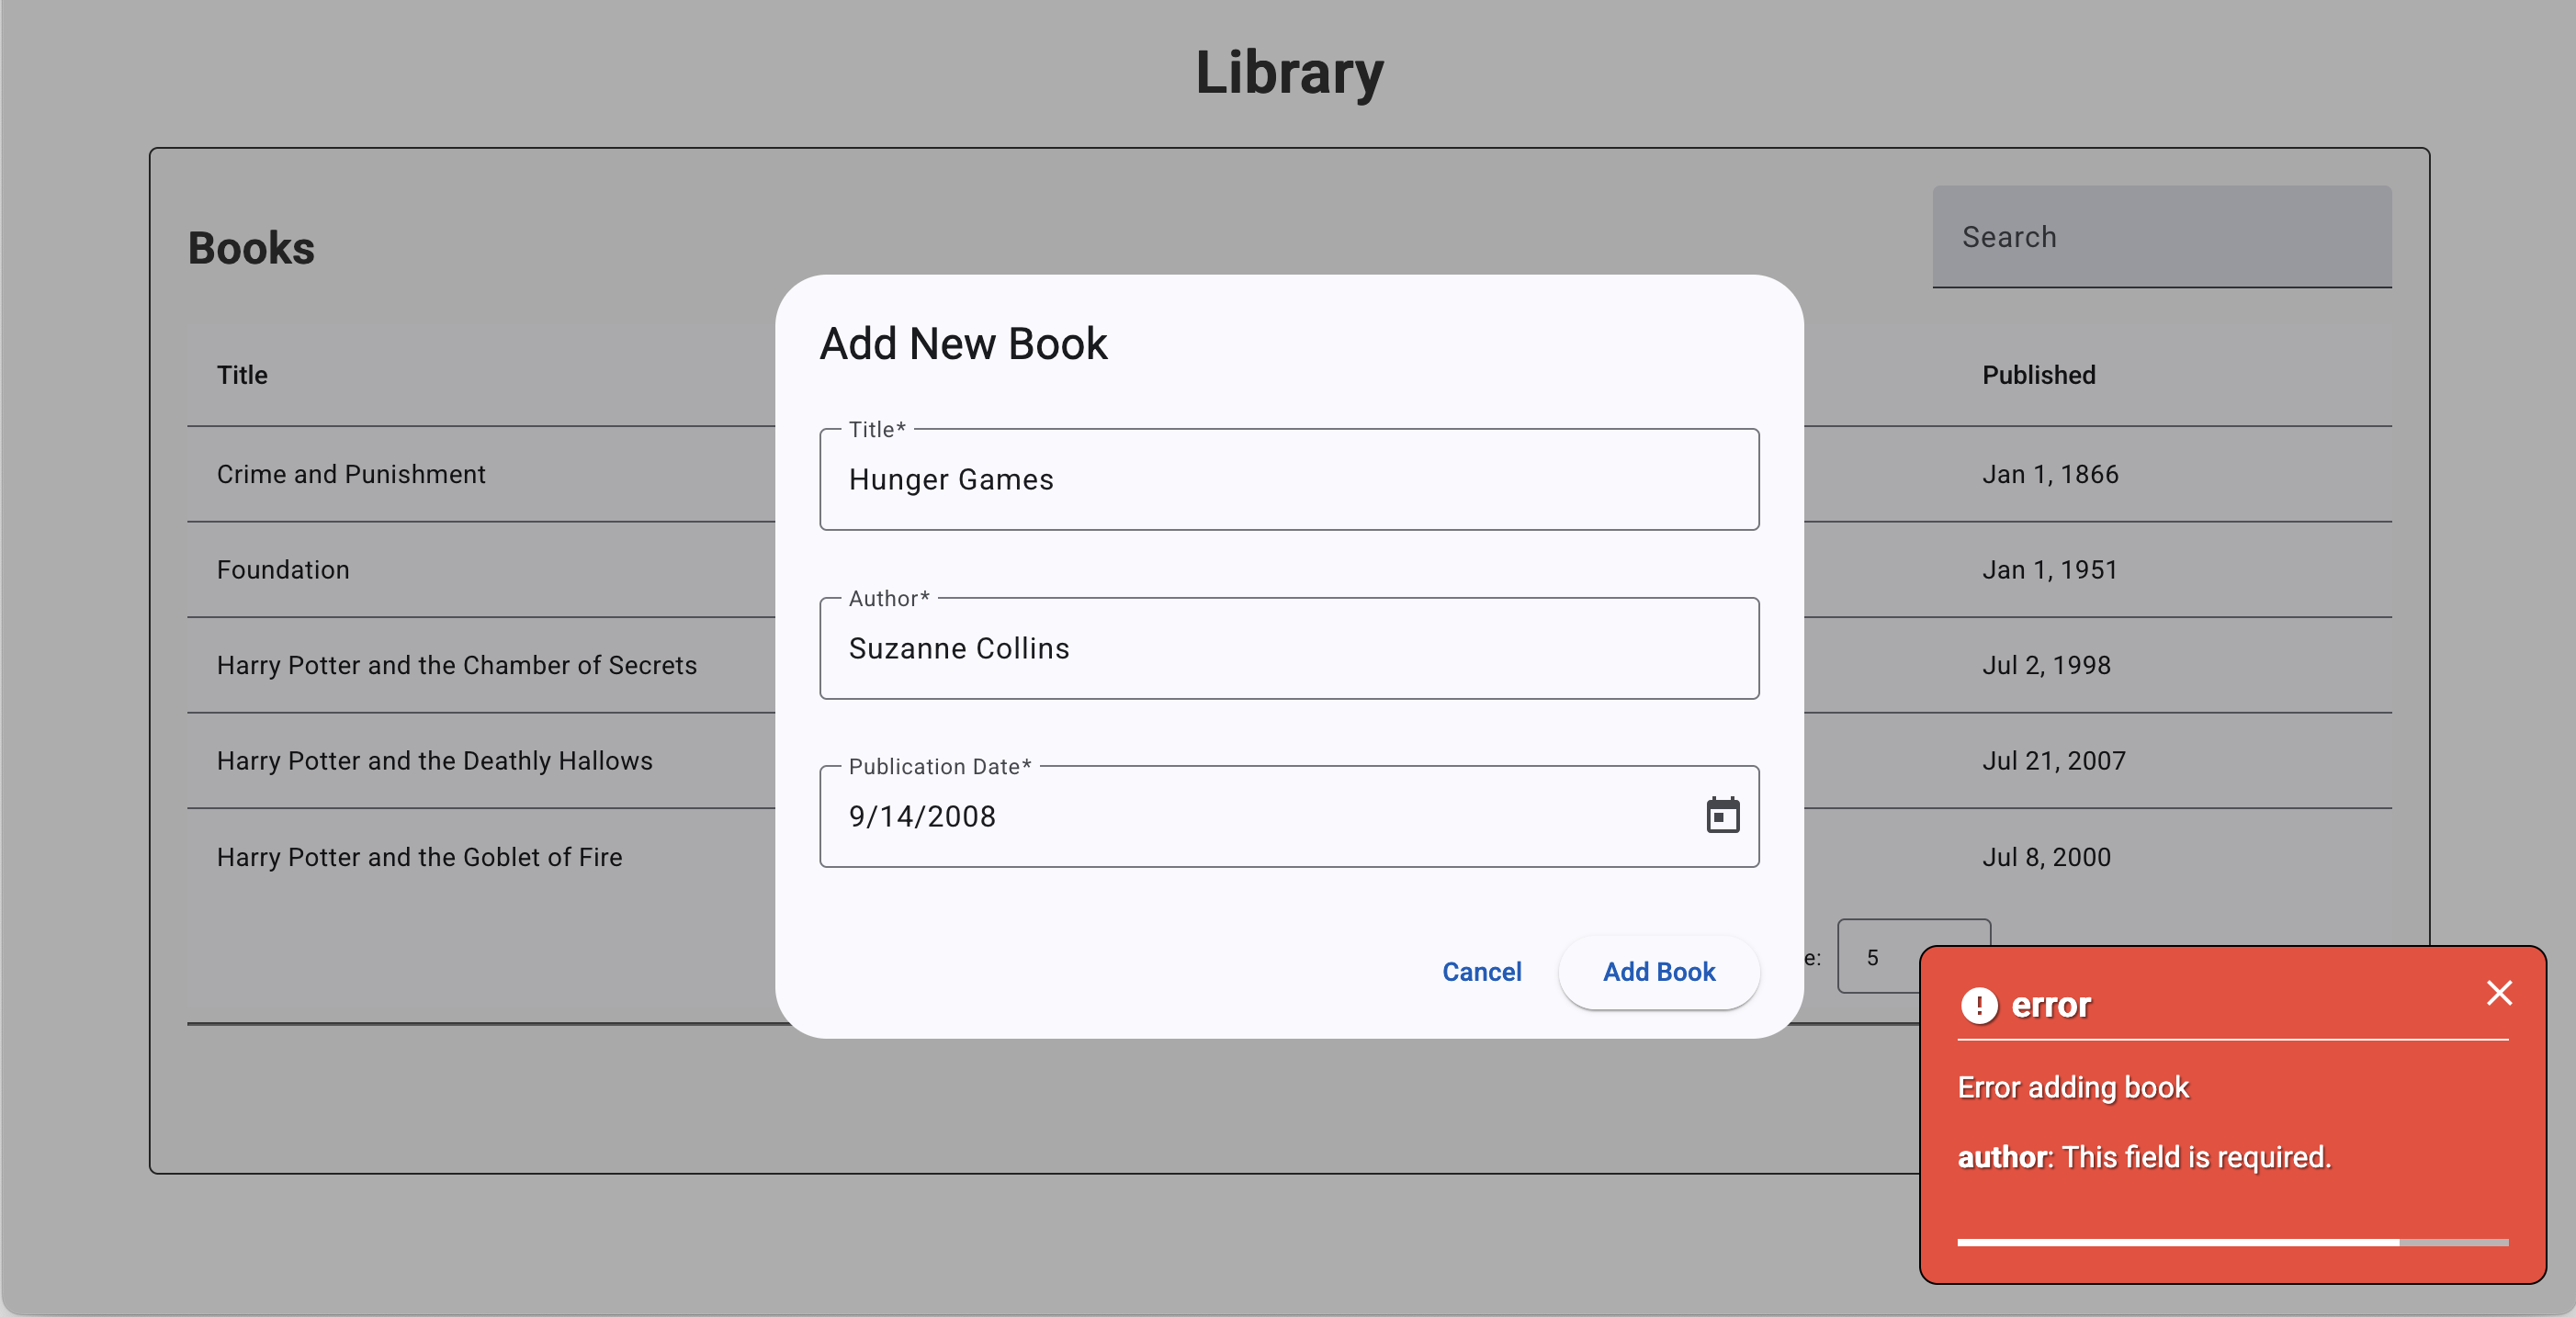 Library
Books
Search
Title
Published
Crime and Punishment
Jan 1, 1866
Foundation
Jan 1, 1951
Harry Potter and the Chamber of Secrets
Jul 2, 1998
Harry Potter and the Deathly Hallows
Jul 21, 2007
Harry Potter and the Goblet of Fire
Jul 8, 2000
e:
5
Add New Book
Title*
Hunger Games
Author*
Suzanne Collins
Publication Date*
9/14/2008
Cancel
Add Book
error
Error adding book
author: This field is required.